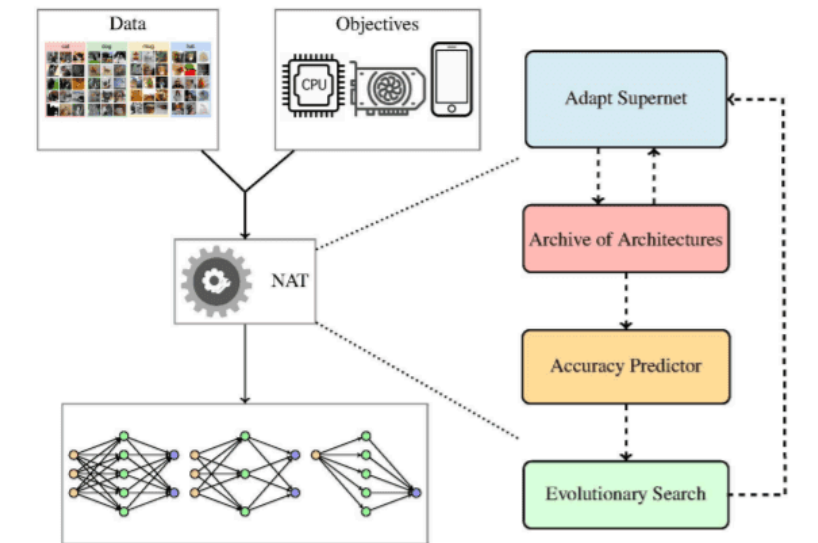 Data
Objectives
CPU
NAT
Adapt Supernet
Archive of Architectures
Accuracy Predictor
Evolutionary Search